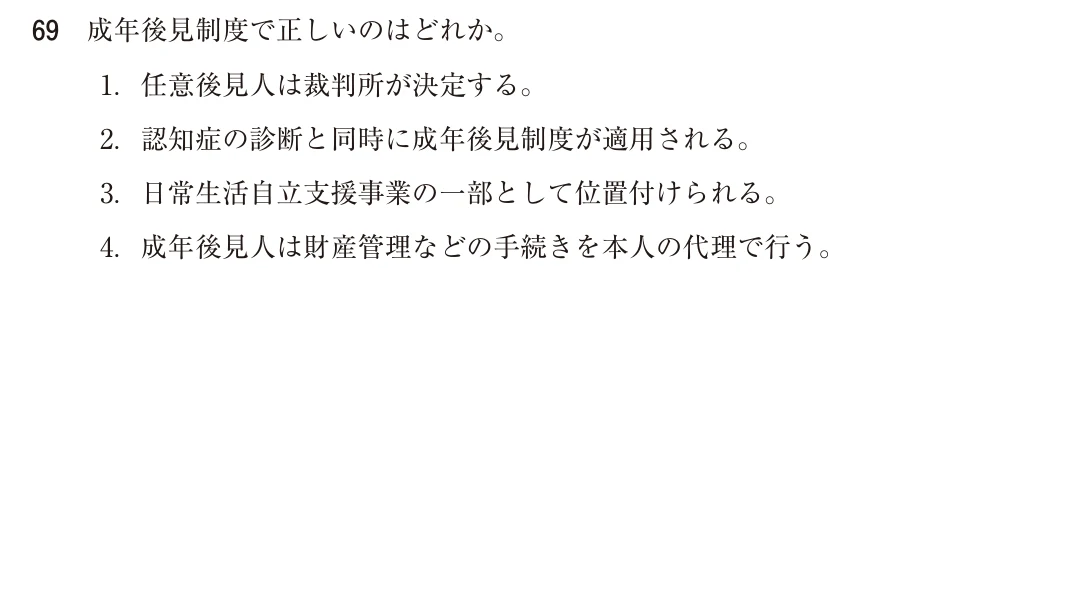 69 成年後見制度で正しいのはどれか。
1. 任意後見人は裁判所が決定する。
2. 認知症の診断と同時に成年後見制度が適用される。
3. 日常生活自立支援事業の一部として位置付けられる。
4. 成年後見人は財産管理などの手続きを本人の代理で行う。